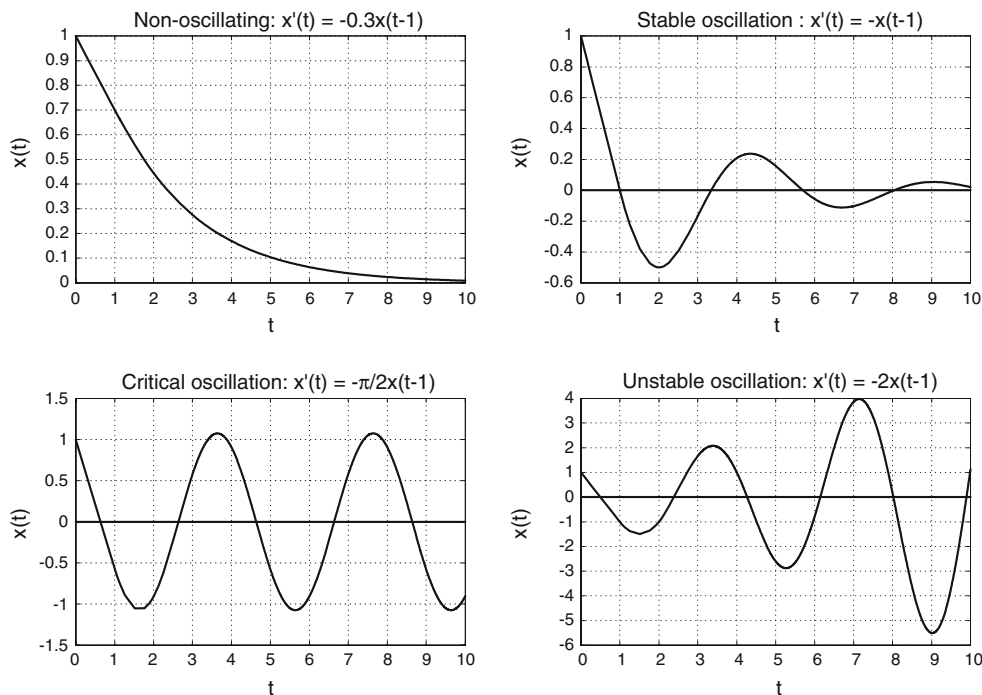 Non-oscillating: x'(t) = -0.3x(t-1)
1
0.9
0.8
0.7
0.6
0.5
0.4
0.3
0.2
0.1
0
x(t)
0 1 2 3 4 5 6 7 8 9 10
t
Stable oscillation : x'(t) = -x(t-1)
1
0.8
0.6
0.4
0.2
0
-0.2
-0.4
-0.6
x(t)
0 1 2 3 4 5 6 7 8 9 10
t
Critical oscillation: x'(t) = -π/2x(t-1)
1.5
1
0.5
0
-0.5
-1
-1.5
x(t)
0 1 2 3 4 5 6 7 8 9 10
t
Unstable oscillation: x'(t) = -2x(t-1)
4
3
2
1
0
-1
-2
-3
-4
-5
-6
x(t)
0 1 2 3 4 5 6 7 8 9 10
t